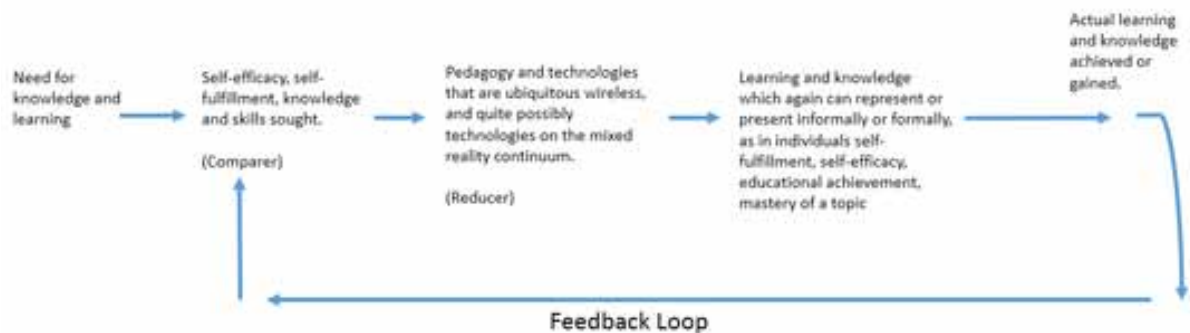 Need for
knowledge and
learning
Self-efficacy, self-
fulfillment, knowledge
and skills sought.
(Comparer)
Pedagogy and technologies
that are ubiquitous wireless,
and quite possibly
technologies on the mixed
reality continuum.
(Reducer)
Learning and knowledge
which again can represent or
present informally or formally,
as in individuals self-
fulfillment, self-efficacy,
educational achievement,
mastery of a topic
Actual learning
and knowledge
achieved or
gained.
Feedback Loop